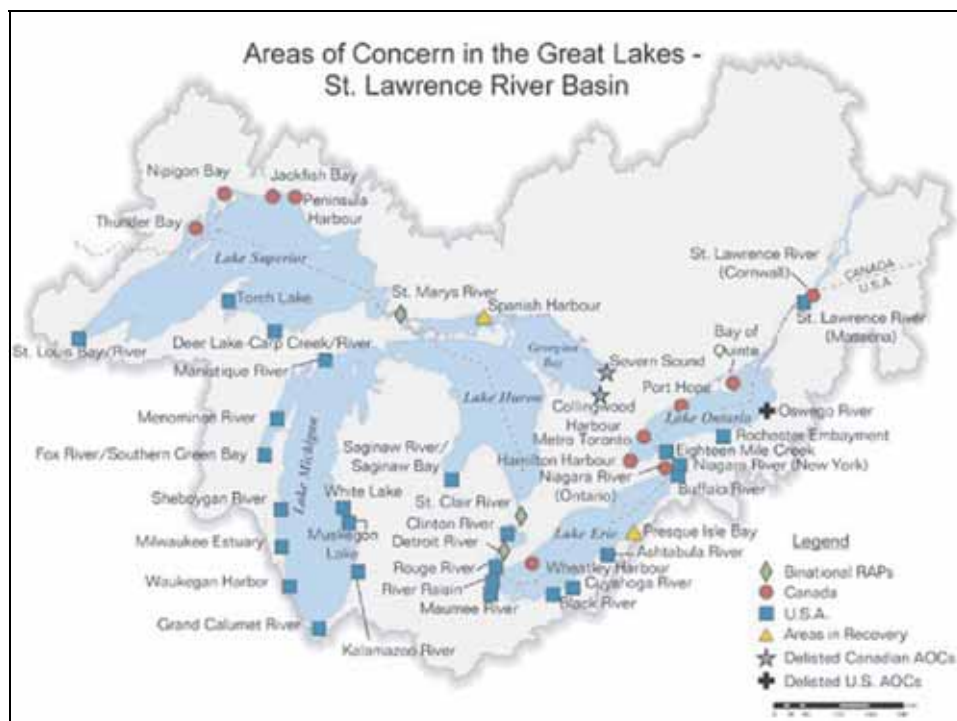 Areas of Concern in the Great Lakes -
St. Lawrence River Basin
Nipigon Bay
Jackfish Bay
Peninsula
Harbour
Thunder Bay
Lake Superior
St. Lawrence River
(Cornwall)
CANADA
U.S.A.
St. Marys River
Spanish Harbour
Torch Lake
St. Lawrence River
(Massena)
Deer Lake-Carp Creek/River
St. Louis Bay/River
Georgian
Bay
Severn Sound
Bay of
Quinte
Manistique River
Port Hope
Collingwood
Harbour
Lake Huron
Lake Ontario
Oswego River
Menominee River
Metro Toronto
Rochester Embayment
Saginaw River/
Saginaw Bay
Eighteen Mile Creek
Fox River/Southern Green Bay
Hamilton Harbour
Niagara River (New York)
Niagara River
(Ontario)
Buffalo River
Lake Michigan
White Lake
St. Clair River
Sheboygan River
Clinton River
Lake Erie
Presque Isle Bay
Muskegon
Lake
Detroit River
Milwaukee Estuary
Ashtabula River
Rouge River
Wheatley Harbour
Waukegan Harbor
River Raisin
Cuyahoga River
Maumee River
Black River
Grand Calumet River
Kalamazoo River
Legend
Binational RAPs
Canada
U.S.A.
Areas in Recovery
Delisted Canadian AOCs
Delisted U.S. AOCs